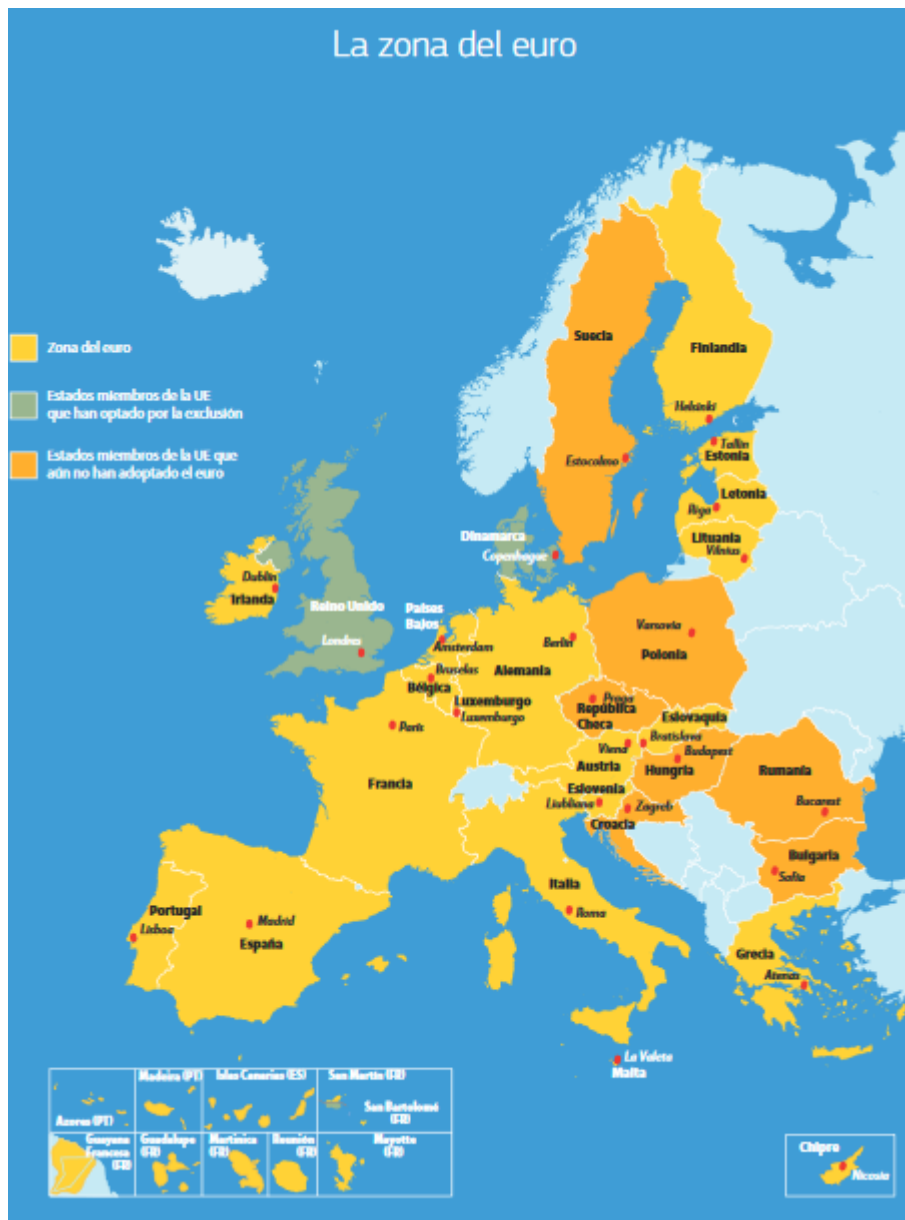 La zona del euro
Zona del euro
Estados miembros de la UE
que han optado por la exclusión
Estados miembros de la UE que
aún no han adoptado el euro
Suecia
Finlandia
Helsinki
Tallin
Estonia
Estocolmo
Letonia
Riga
Lituania
Vilnius
Dinamarca
Copenhague
Dublín
Irlanda
Reino Unido
Londres
Países
Bajos
Ámsterdam
Berlín
Varsovia
Polonia
Alemania
Bruselas
Bélgica
Luxemburgo
Luxemburgo
Praga
República
Checa
París
Eslovaquia
Viena
Bratislava
Budapest
Austria
Hungría
Rumanía
Francia
Eslovenia
Liubliana
Zagreb
Bucarest
Croacia
Bulgaria
Sofía
Italia
Roma
Portugal
Lisboa
Madrid
España
Grecia
Atenas
La Valeta
Malta
Azores (PT)
Madeira (PT)
Islas Canarias (ES)
San Martín (FR)
San Bartolomé
(FR)
Guayana
Francesa
(FR)
Guadalupe
(FR)
Martinica
(FR)
Reunión
(FR)
Mayotte
(FR)
Chipre
Nicosia